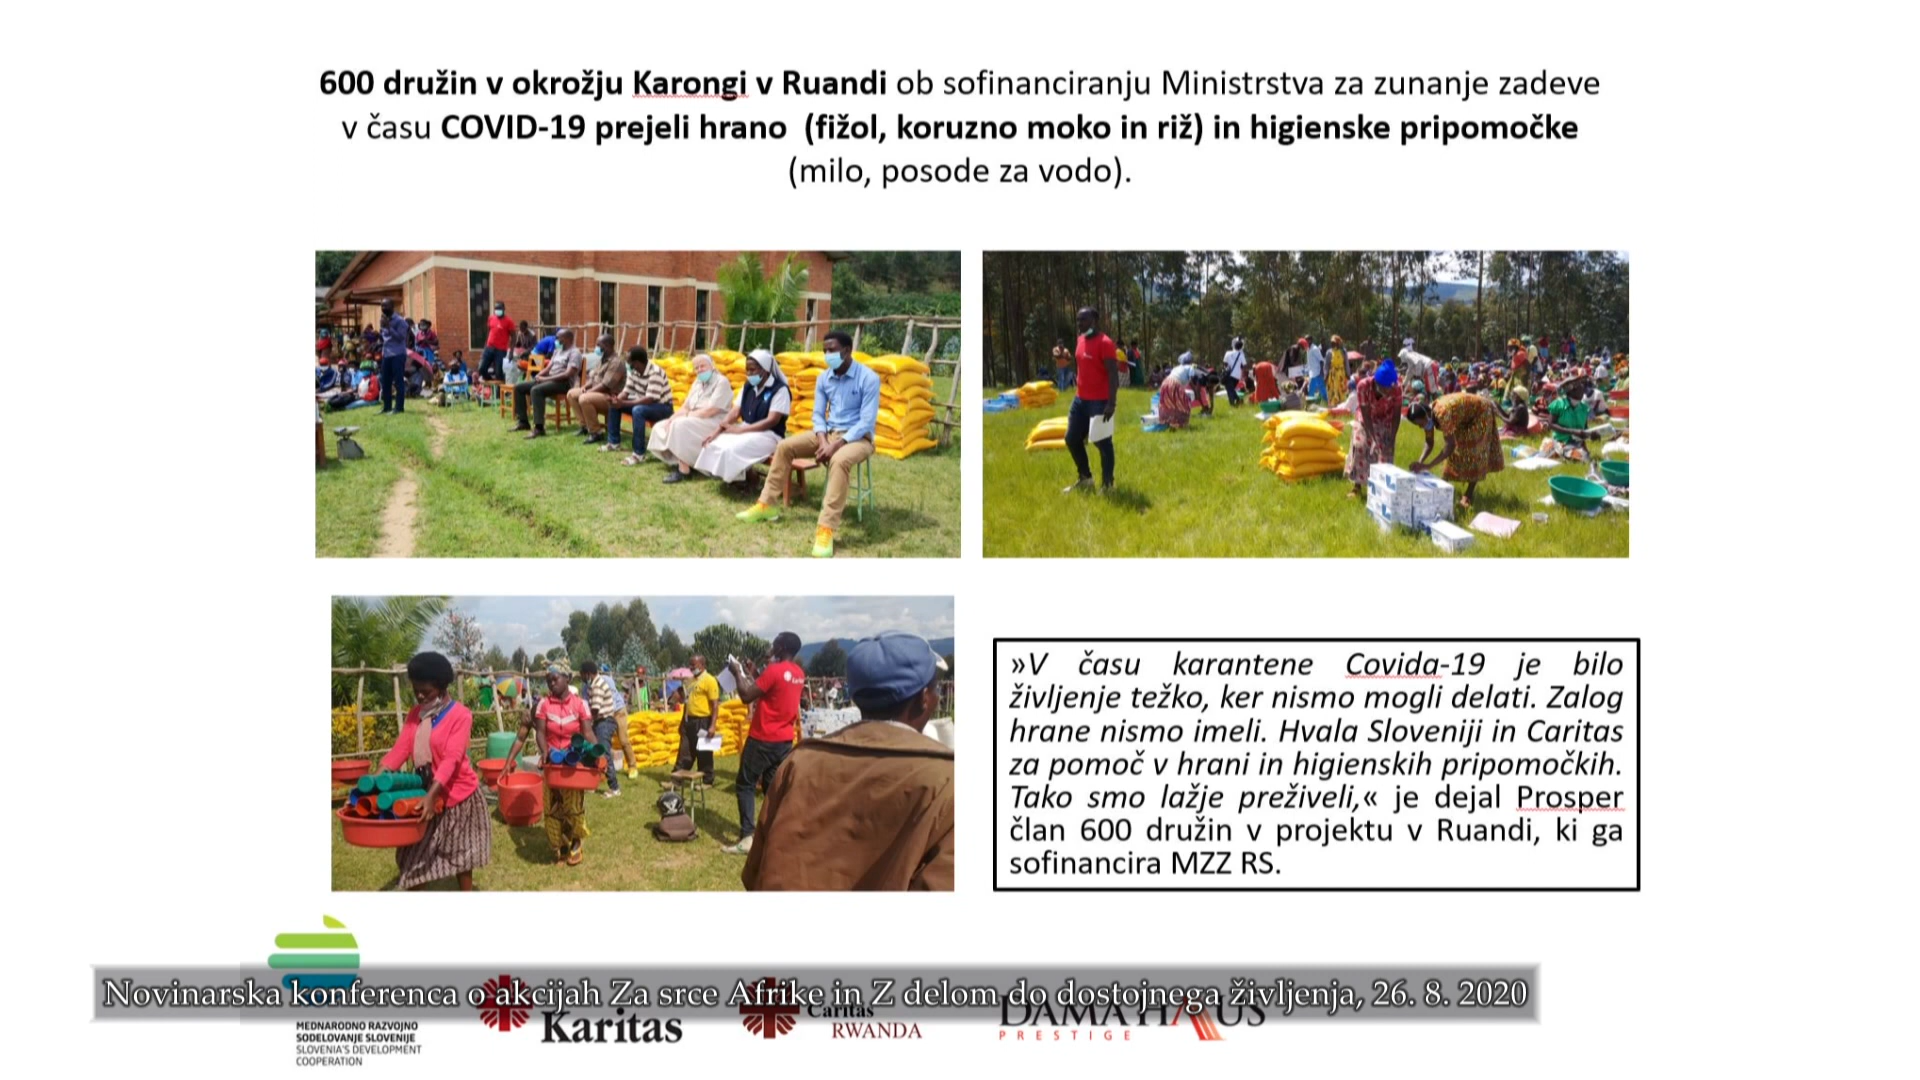 600 družin v okrožju Karongi v Ruandi ob sofinanciranju Ministrstva za zunanje zadeve
v času COVID-19 prejeli hrano (fižol, koruzno moko in riž) in higienske pripomočke
(milo, posode za vodo).
»V času karantene Covida-19 je bilo
življenje težko, ker nismo mogli delati. Zalog
hrane nismo imeli. Hvala Sloveniji in Caritas
za pomoč v hrani in higienskih pripomočkih.
Tako smo lažje preživeli,« je dejal Prosper
član 600 družin v projektu v Ruandi, ki ga
sofinancira MZZ RS.
Novinarska konferenca o akcijah Za srce Afrike in Z delom do dostojnega življenja, 26. 8. 2020
MEDNARODNO RAZVOJNO
SODELOVANJE SLOVENIJE
SLOVENIA'S DEVELOPMENT
COOPERATION
Karitas
Caritas
RWANDA
DAMAHAUS
PRESTIGE